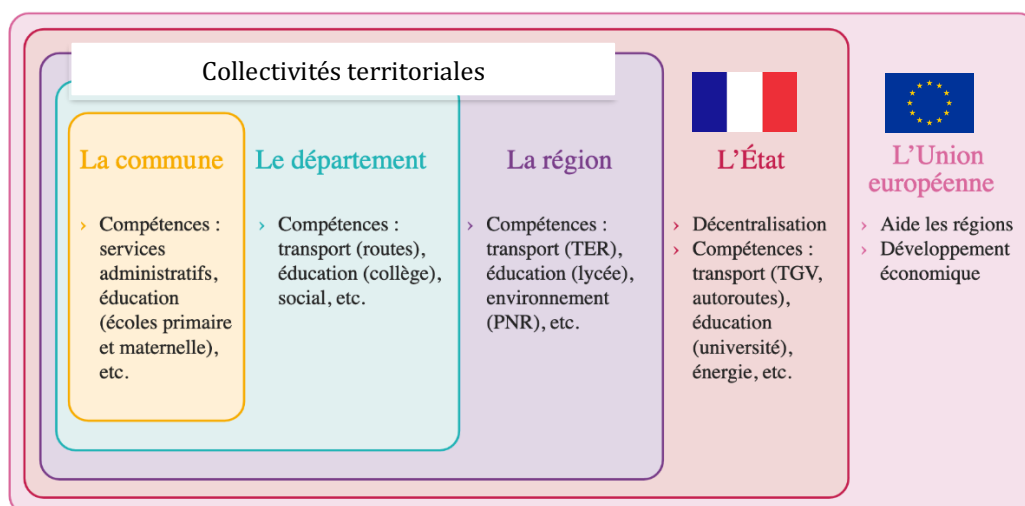 Collectivités territoriales
La commune
› Compétences :
services
administratifs,
éducation
(écoles primaire
et maternelle),
etc.
Le département
› Compétences :
transport (routes),
éducation (collège),
social, etc.
La région
› Compétences :
transport (TER),
éducation (lycée),
environnement
(PNR), etc.
L’État
› Décentralisation
› Compétences :
transport (TGV,
autoroutes),
éducation
(université),
énergie, etc.
L’Union
européenne
› Aide les régions
› Développement
économique